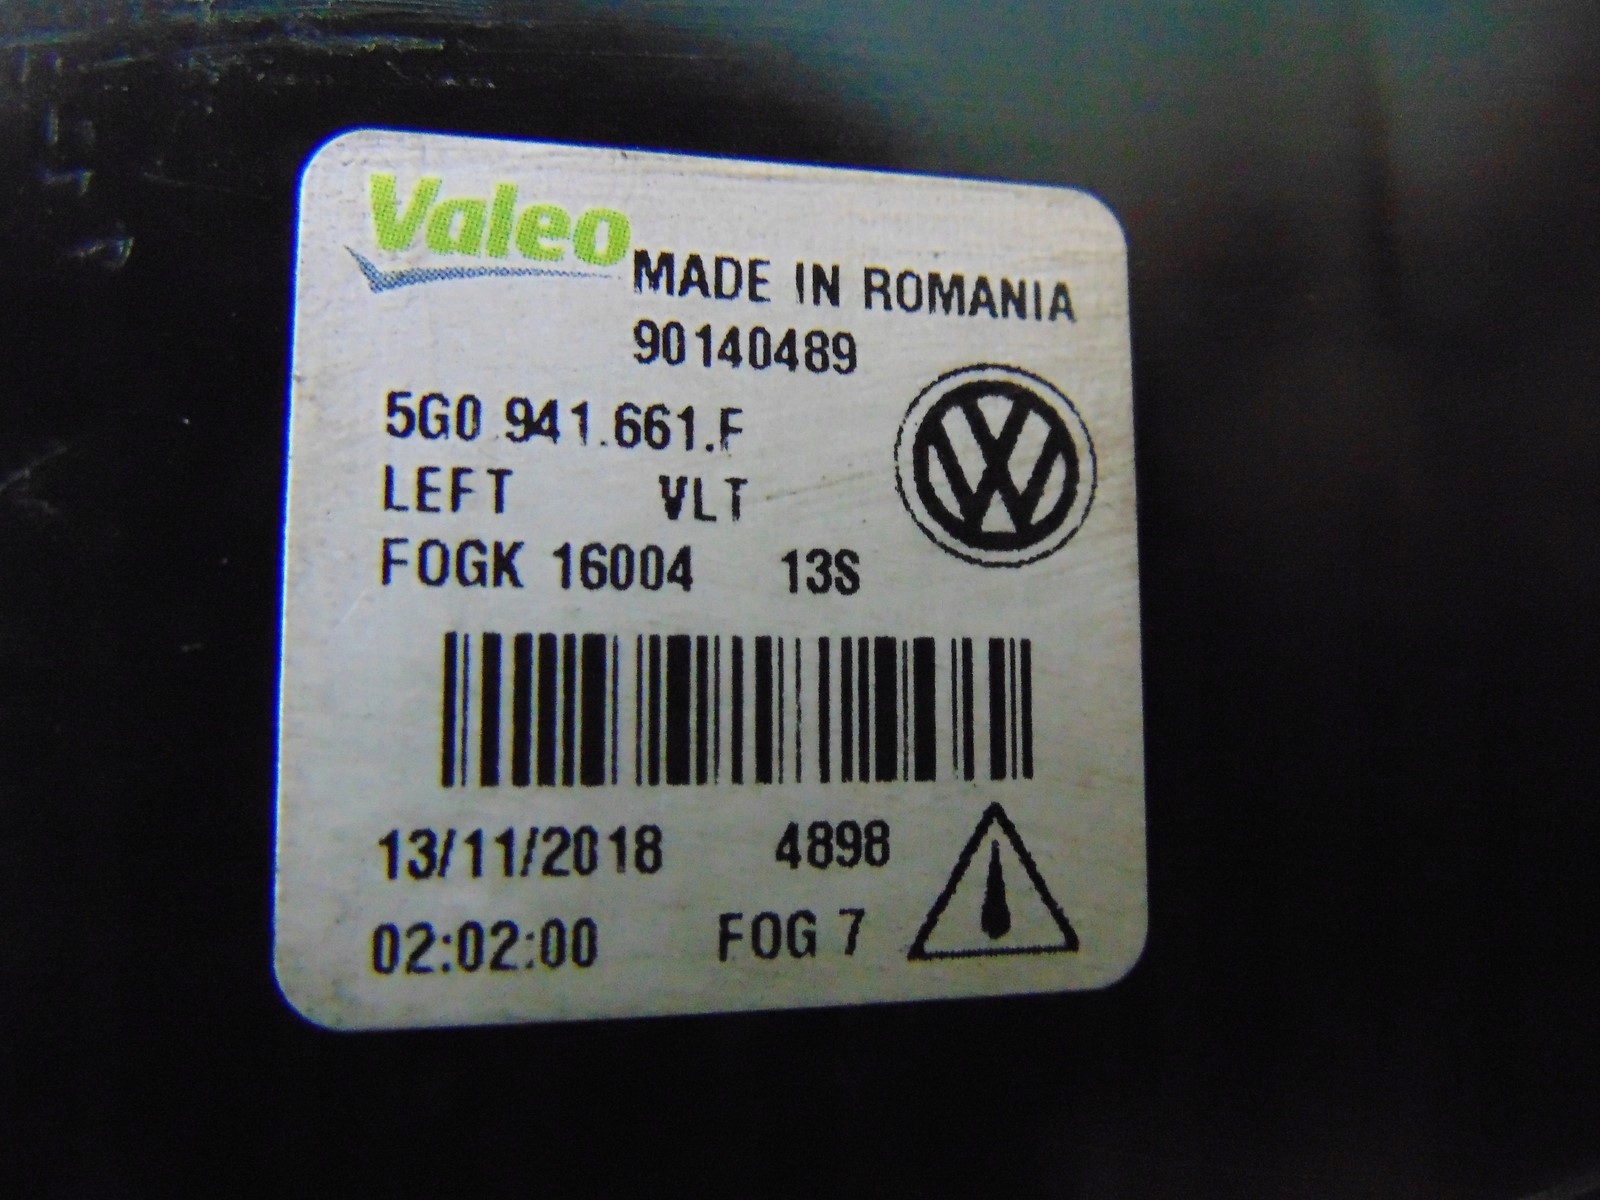 Valeo
MADE IN ROMANIA
90140489
5G0.941.661.F
LEFT VLT
FOGK 16004 13S
13/11/2018 4898
02:02:00 FOG 7